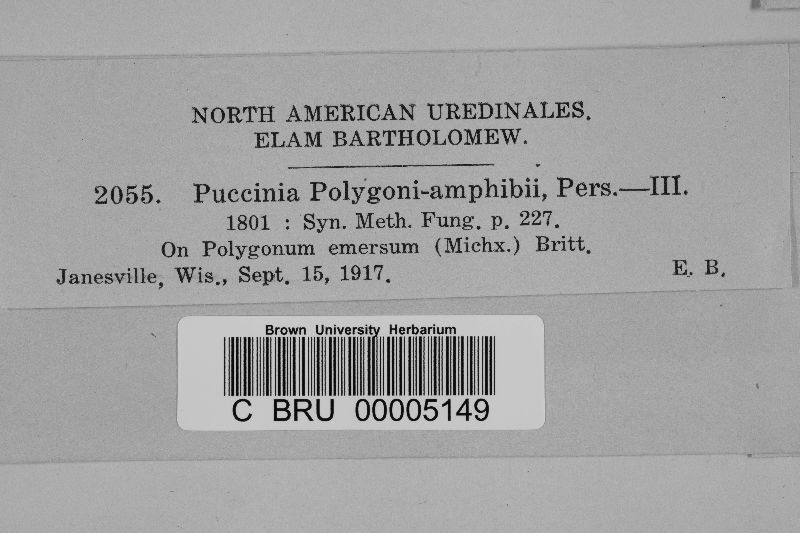 NORTH AMERICAN UREDINALES.
ELAM BARTHOLOMEW.
2055. Puccinia Polygoni-amphibii, Pers.—III.
1801 : Syn. Meth. Fung. p. 227.
On Polygonum emersum (Michx.) Britt.
Janesville, Wis., Sept. 15, 1917. E. B.
Brown University Herbarium
C BRU 00005149